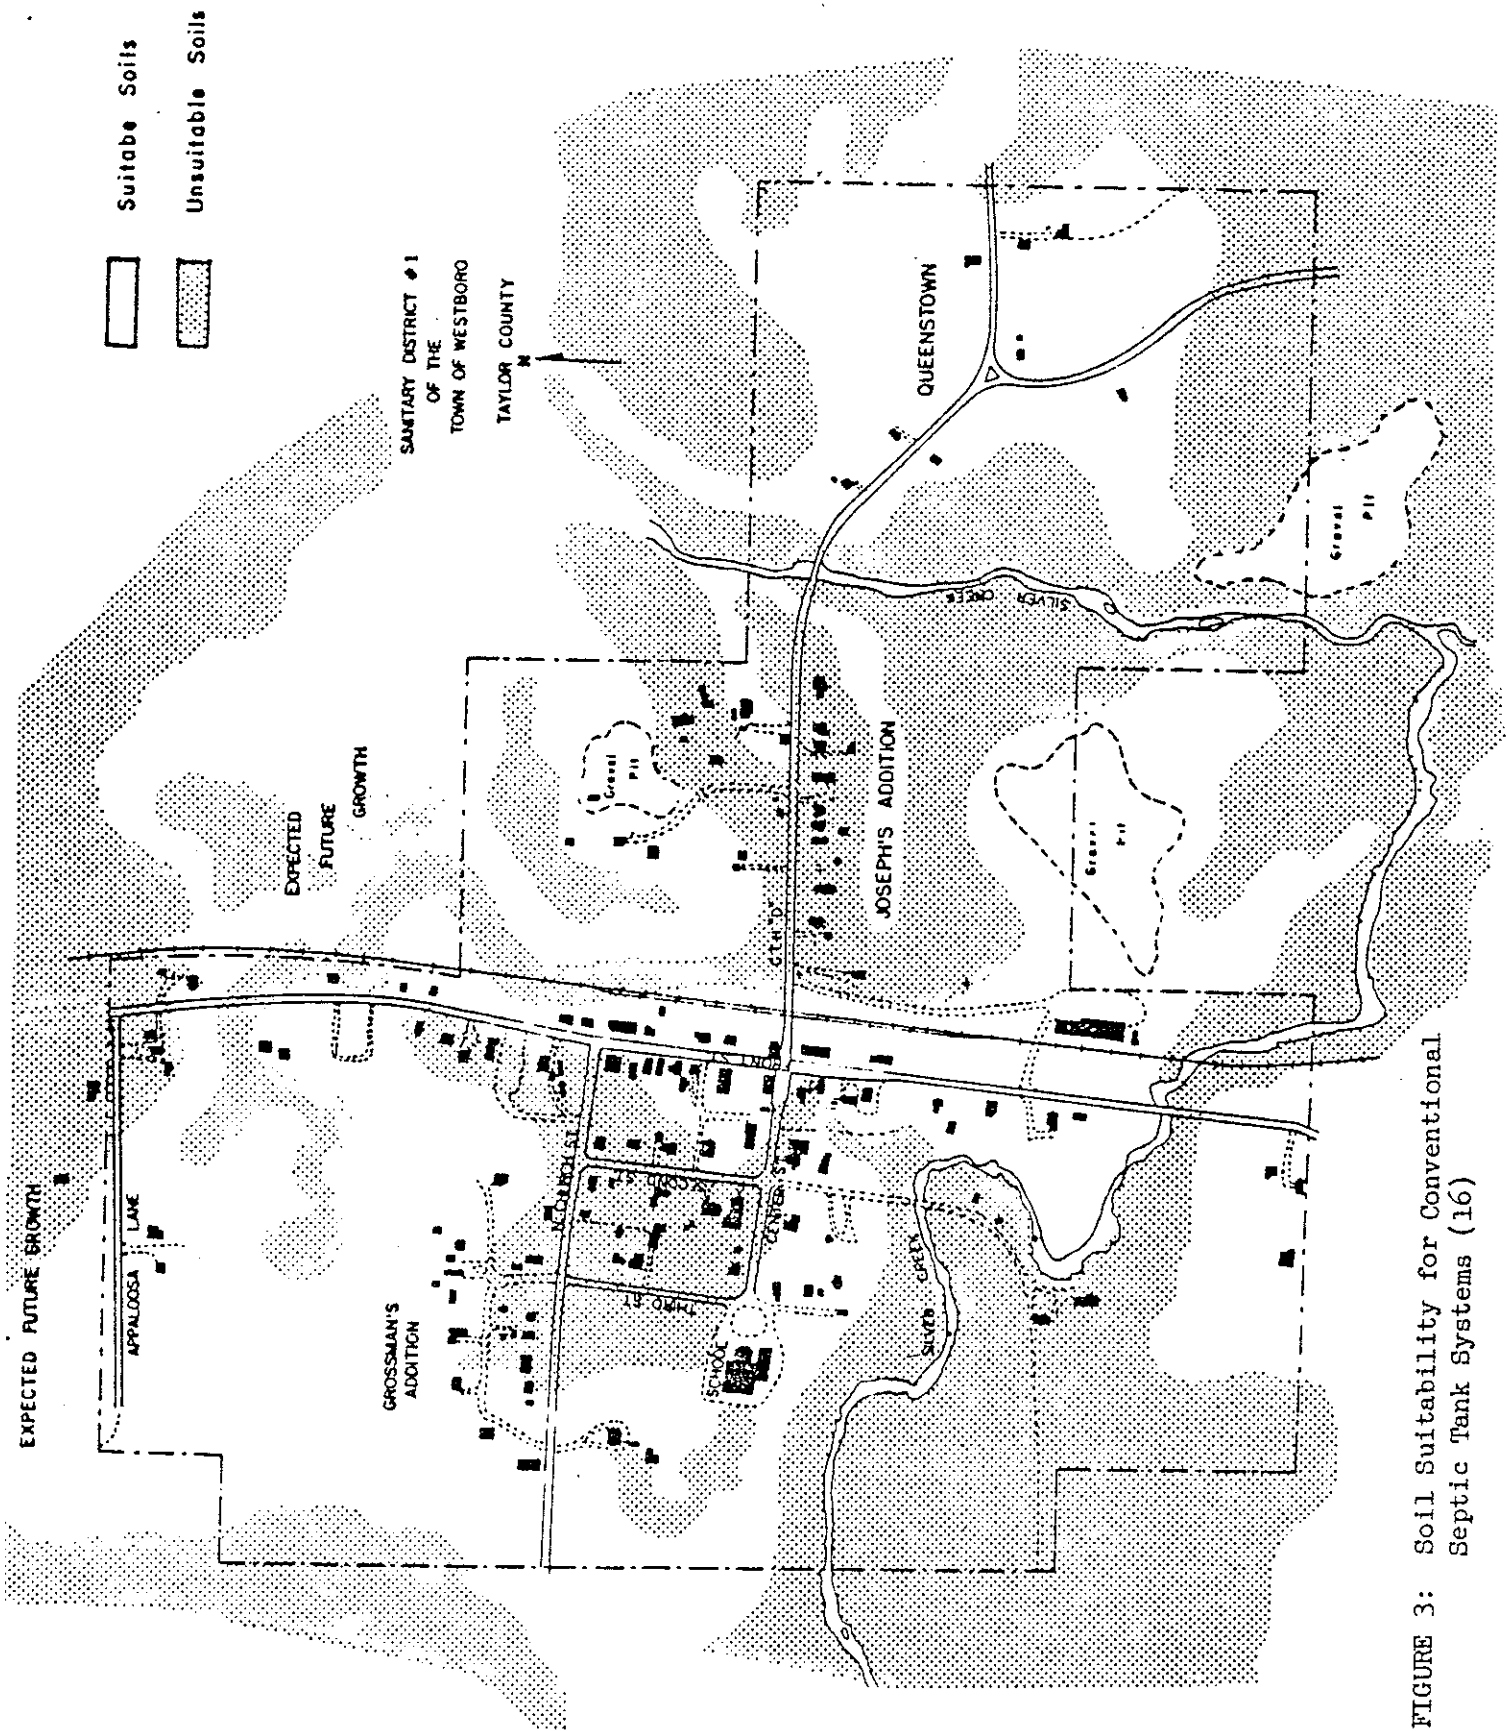 Suitabe Soils
Unsuitable Soils
SANITARY DISTRICT #1
OF THE
TOWN OF WESTBORO
TAYLOR COUNTY
N
EXPECTED FUTURE GROWTH
APPALOOSA LANE
EXPECTED
FUTURE
GROWTH
GROSSMAN'S
ADDITION
N. CHURCH ST.
SECOND ST.
THIRD ST.
FRONT ST.
CENTER ST.
SCHOOL
Gravel
Pit
C.T.H. "D"
JOSEPH'S ADDITION
QUEENSTOWN
SILVER CREEK
SILVER CREEK
Gravel
Pit
Gravel
Pit
FIGURE 3: Soil Suitability for Conventional
Septic Tank Systems (16)